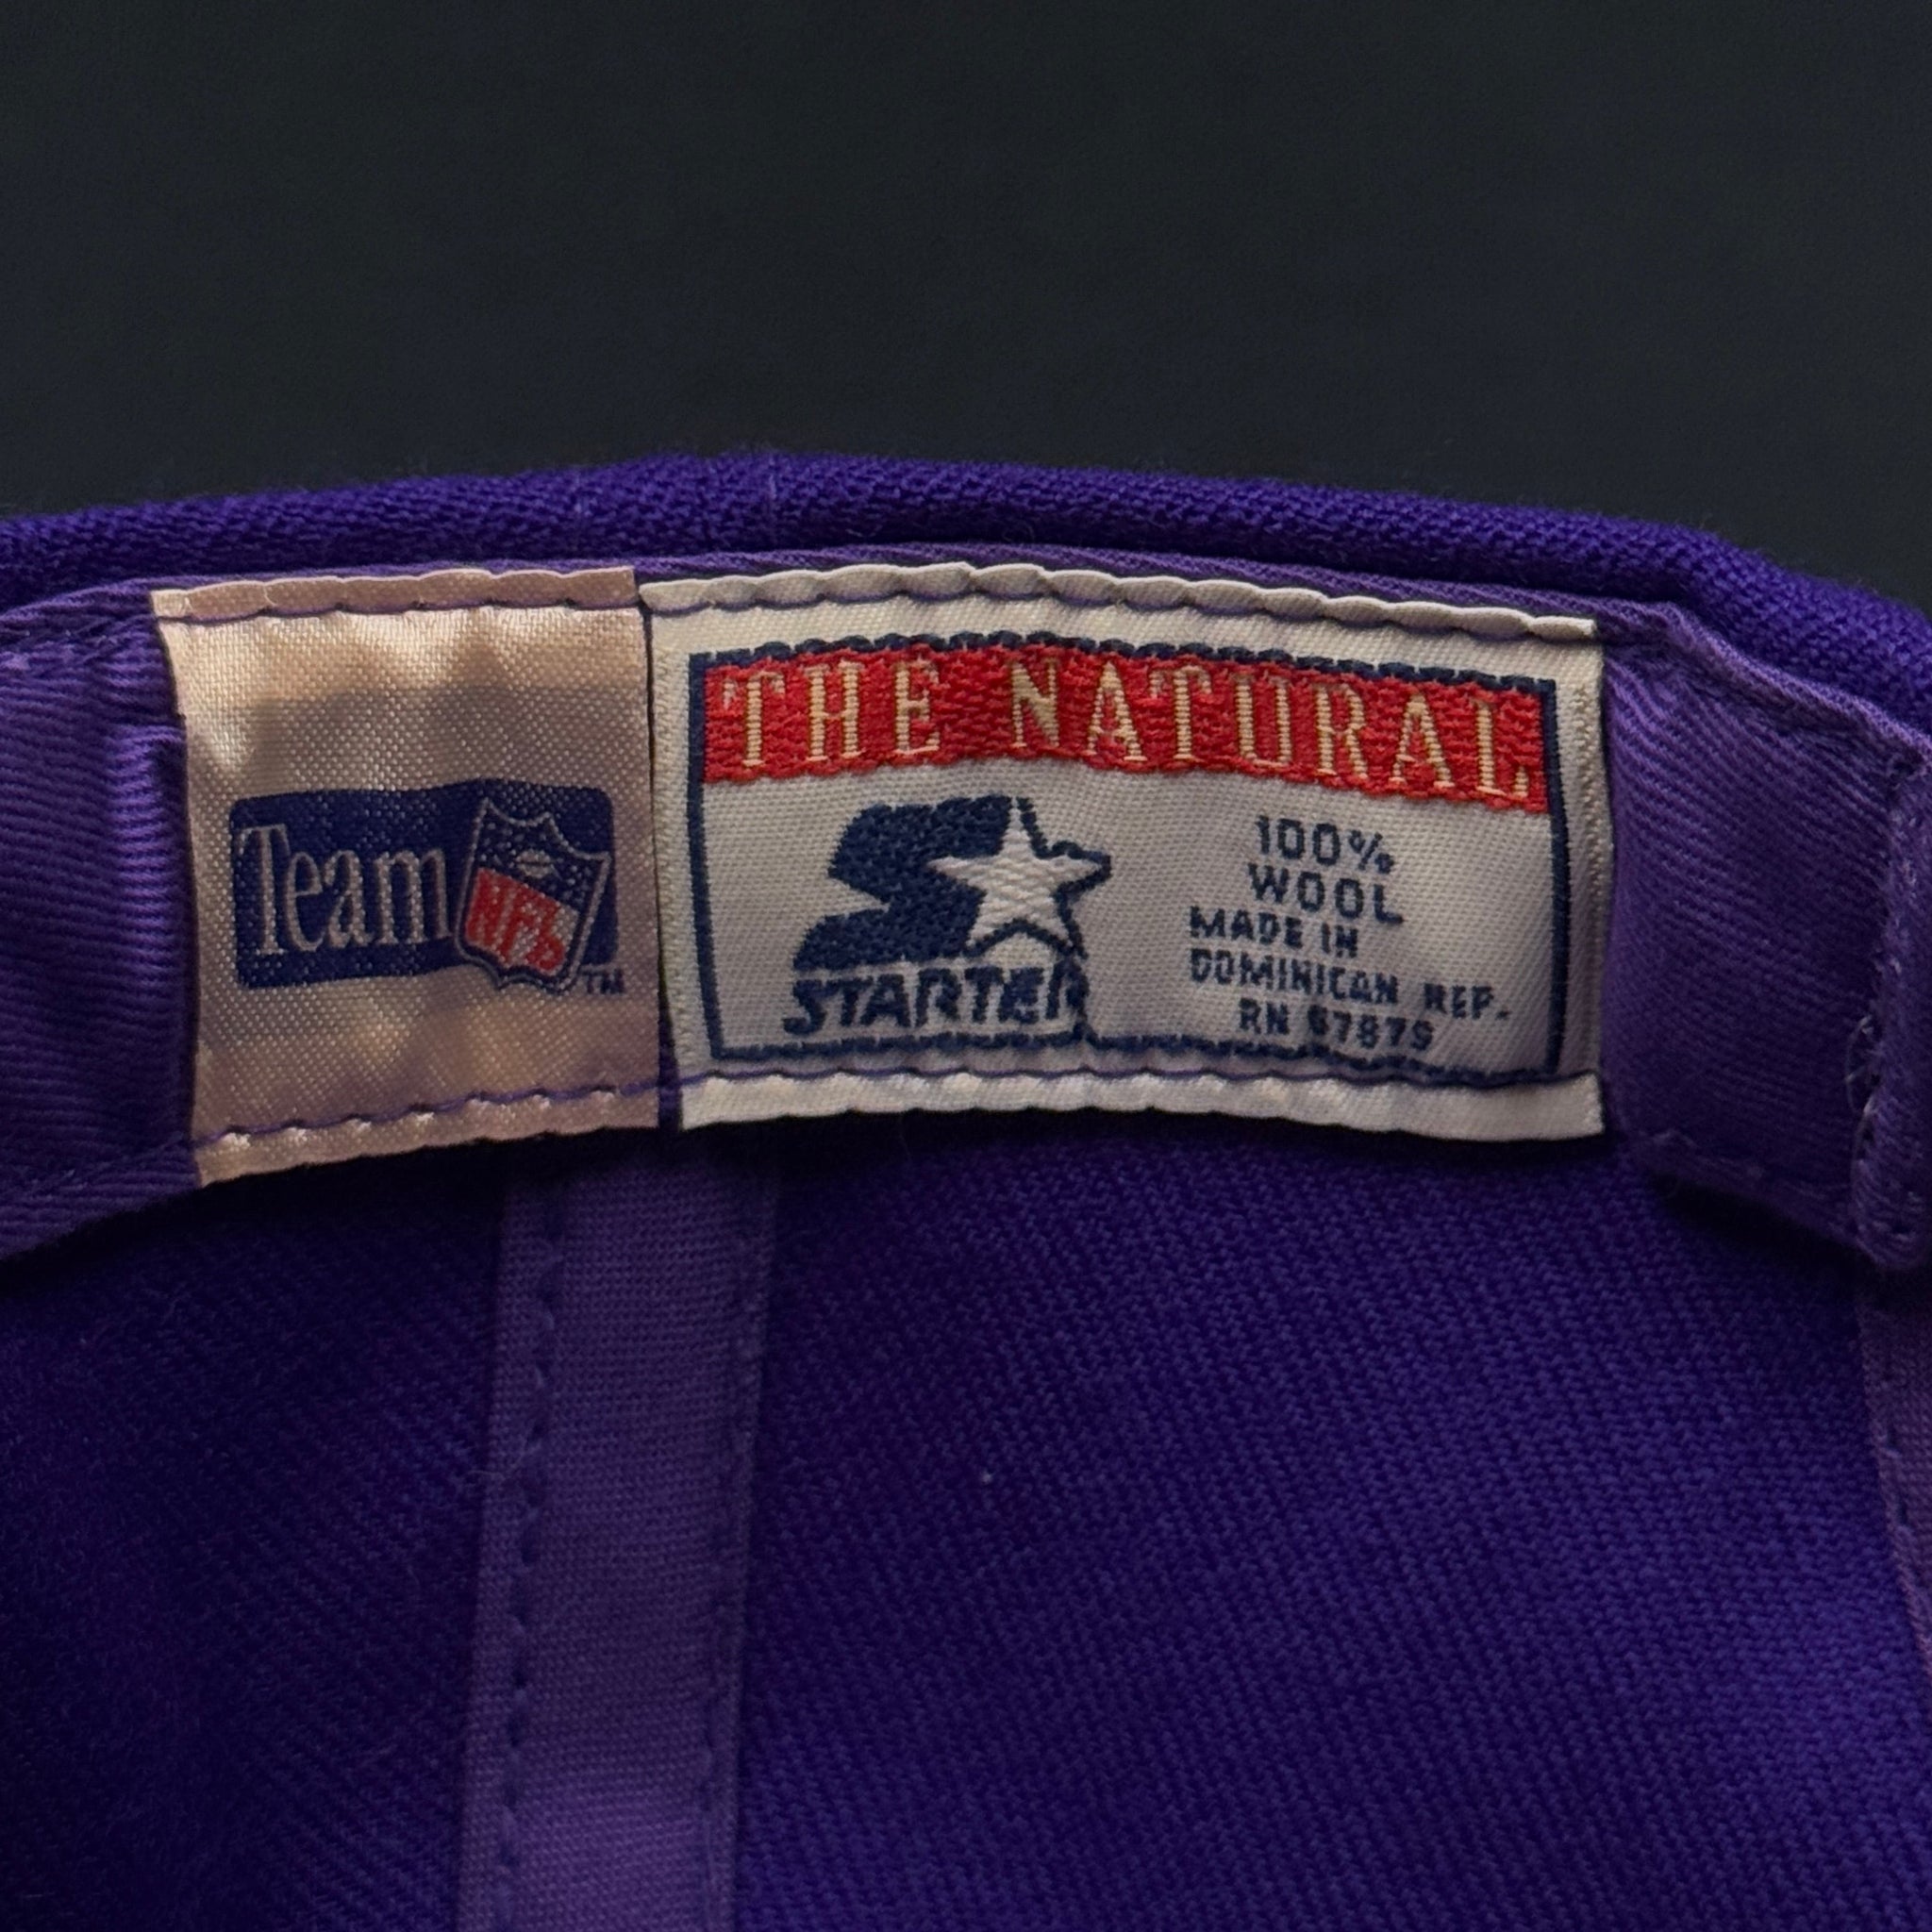 Team NFL TM
THE NATURAL
STARTER
100%
WOOL
MADE IN
DOMINICAN REP.
RN 67879